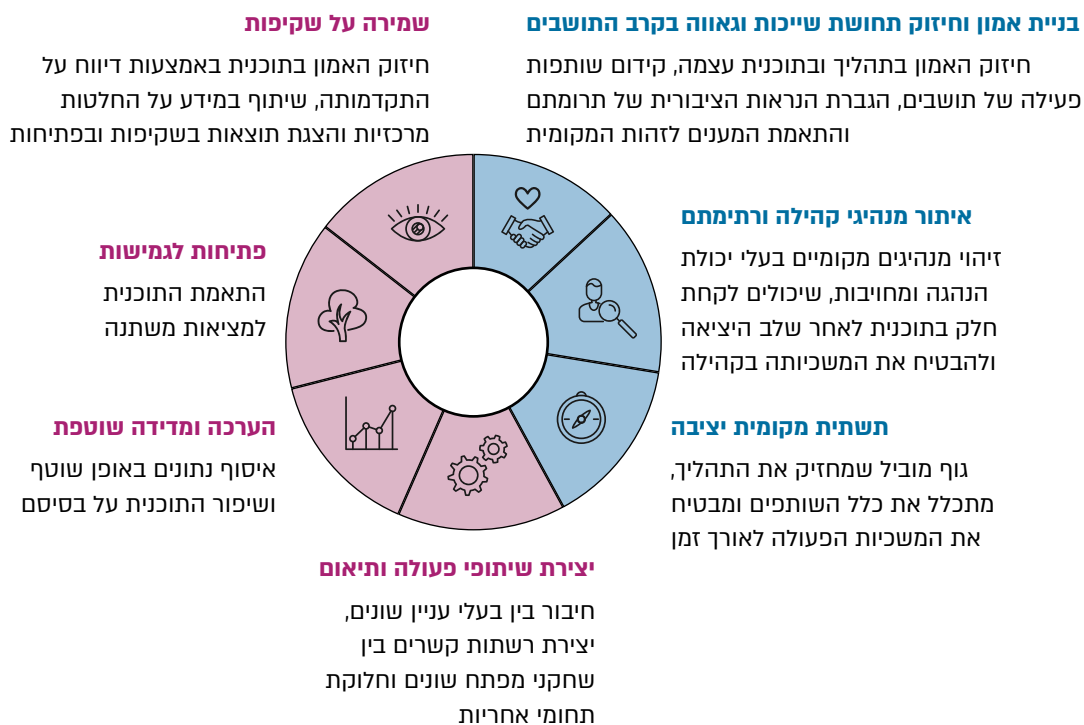 בניית אמון וחיזוק תחושת שייכות וגאווה בקרב התושבים
חיזוק האמון בתהליך ובתוכנית עצמה, קידום שותפות
פעילה של תושבים, הגברת הנראות הציבורית של תרומתם
והתאמת המענים לזהות המקומית
איתור מנהיגי קהילה ורתימתם
זיהוי מנהיגים מקומיים בעלי יכולת
הנהגה ומחויבות, שיכולים לקחת
חלק בתוכנית לאחר שלב היציאה
ולהבטיח את המשכיותה בקהילה
תשתית מקומית יציבה
גוף מוביל שמחזיק את התהליך,
מתכלל את כלל השותפים ומבטיח
את המשכיות הפעולה לאורך זמן
יצירת שיתופי פעולה ותיאום
חיבור בין בעלי עניין שונים,
יצירת רשתות קשרים בין
שחקני מפתח שונים וחלוקת
תחומי אחריות
הערכה ומדידה שוטפת
איסוף נתונים באופן שוטף
ושיפור התוכנית על בסיסם
פתיחות לגמישות
התאמת התוכנית
למציאות משתנה
שמירה על שקיפות
חיזוק האמון בתוכנית באמצעות דיווח על
התקדמותה, שיתוף במידע על החלטות
מרכזיות והצגת תוצאות בשקיפות ובפתיחות